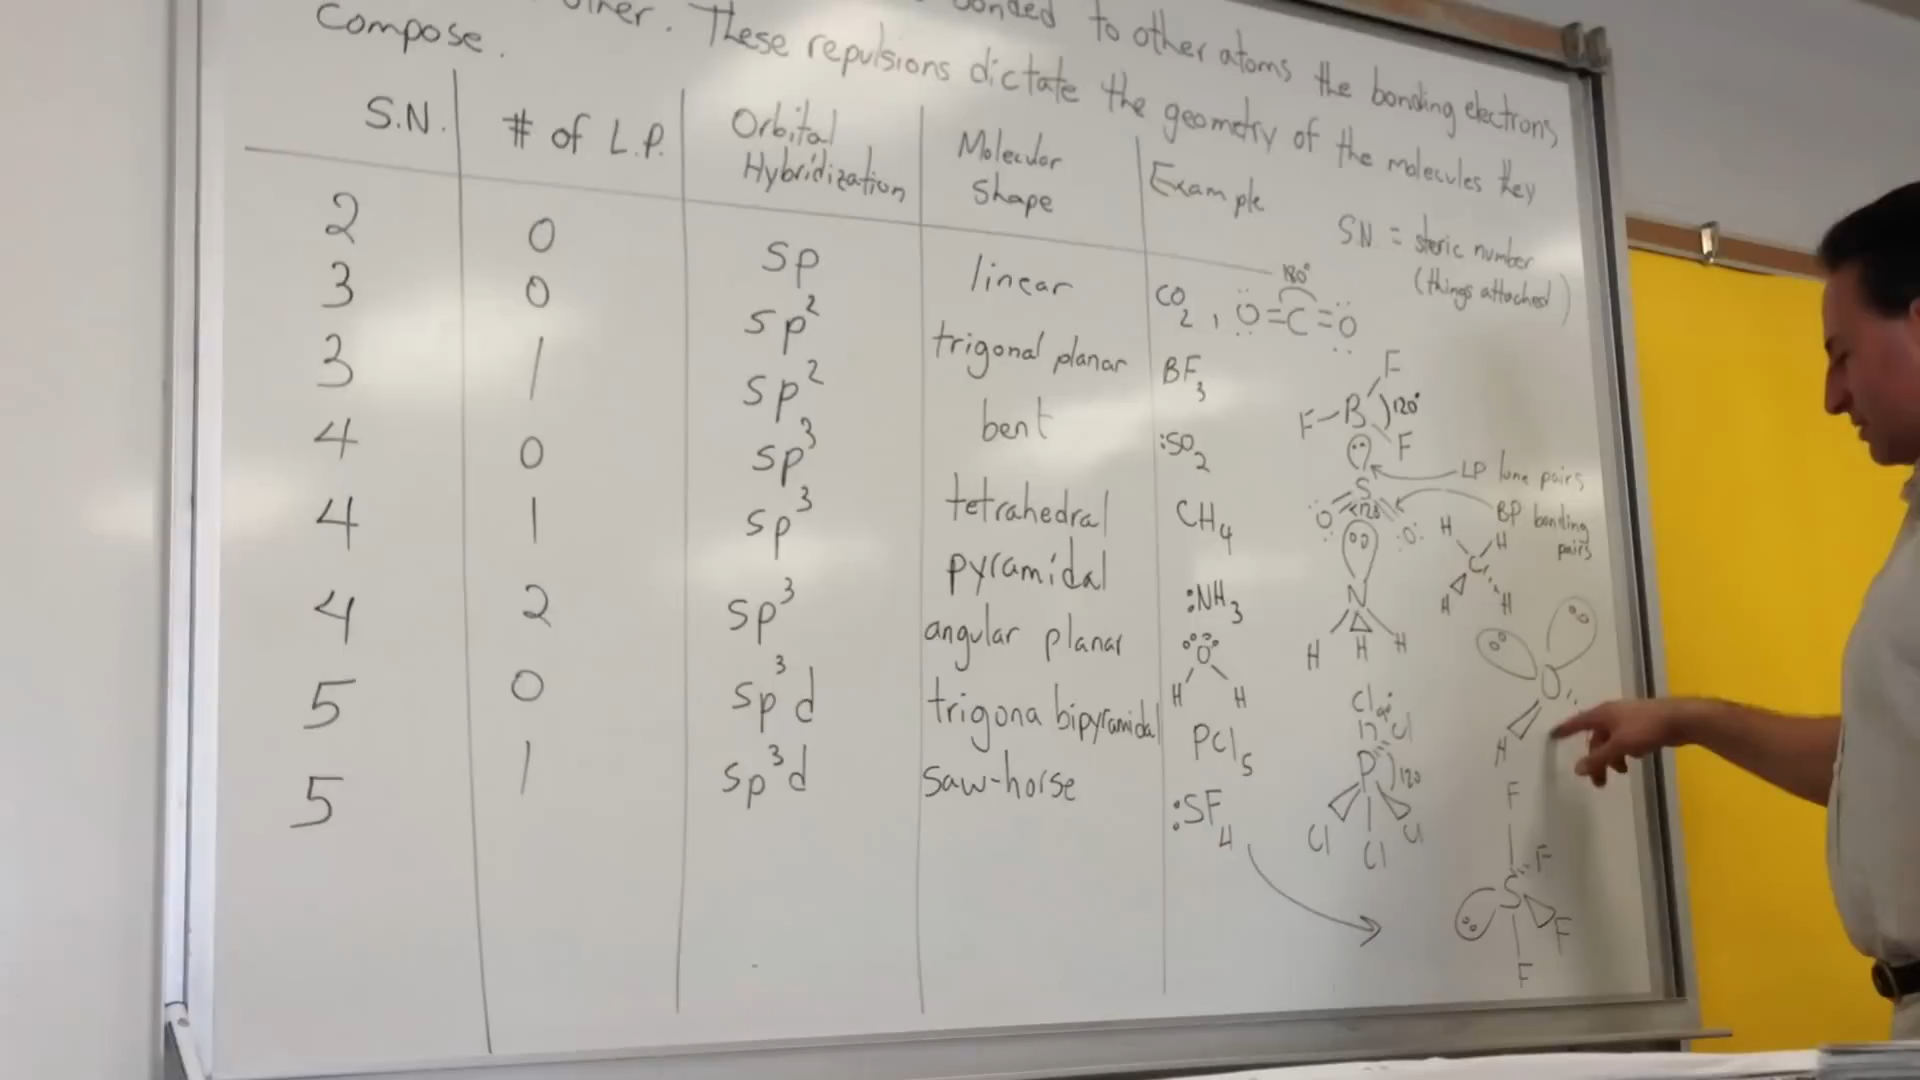 other. These repulsions dictate the geometry of the molecules they
bonded to other atoms the bonding electrons
compose.
S.N. # of L.P. Orbital Hybridization Molecular Shape Example
SN = steric number
(things attached)
2 0 sp linear CO2, O=C=O 180°
3 0 sp2 trigonal planar BF3
F
F-B 120°
F
3 1 sp2 bent :SO2
LP lone pairs
S
O <120 O
BP bonding pairs
4 0 sp3 tetrahedral CH4
H H
C
H H
4 1 sp3 pyramidal :NH3
N
H H H
4 2 sp3 angular planar O
H H
O
H
5 0 sp3d trigona bipyramidal PCl5
Cl
Cl
P 120
Cl Cl Cl
5 1 sp3d saw-horse :SF4
F
F
S
F
F